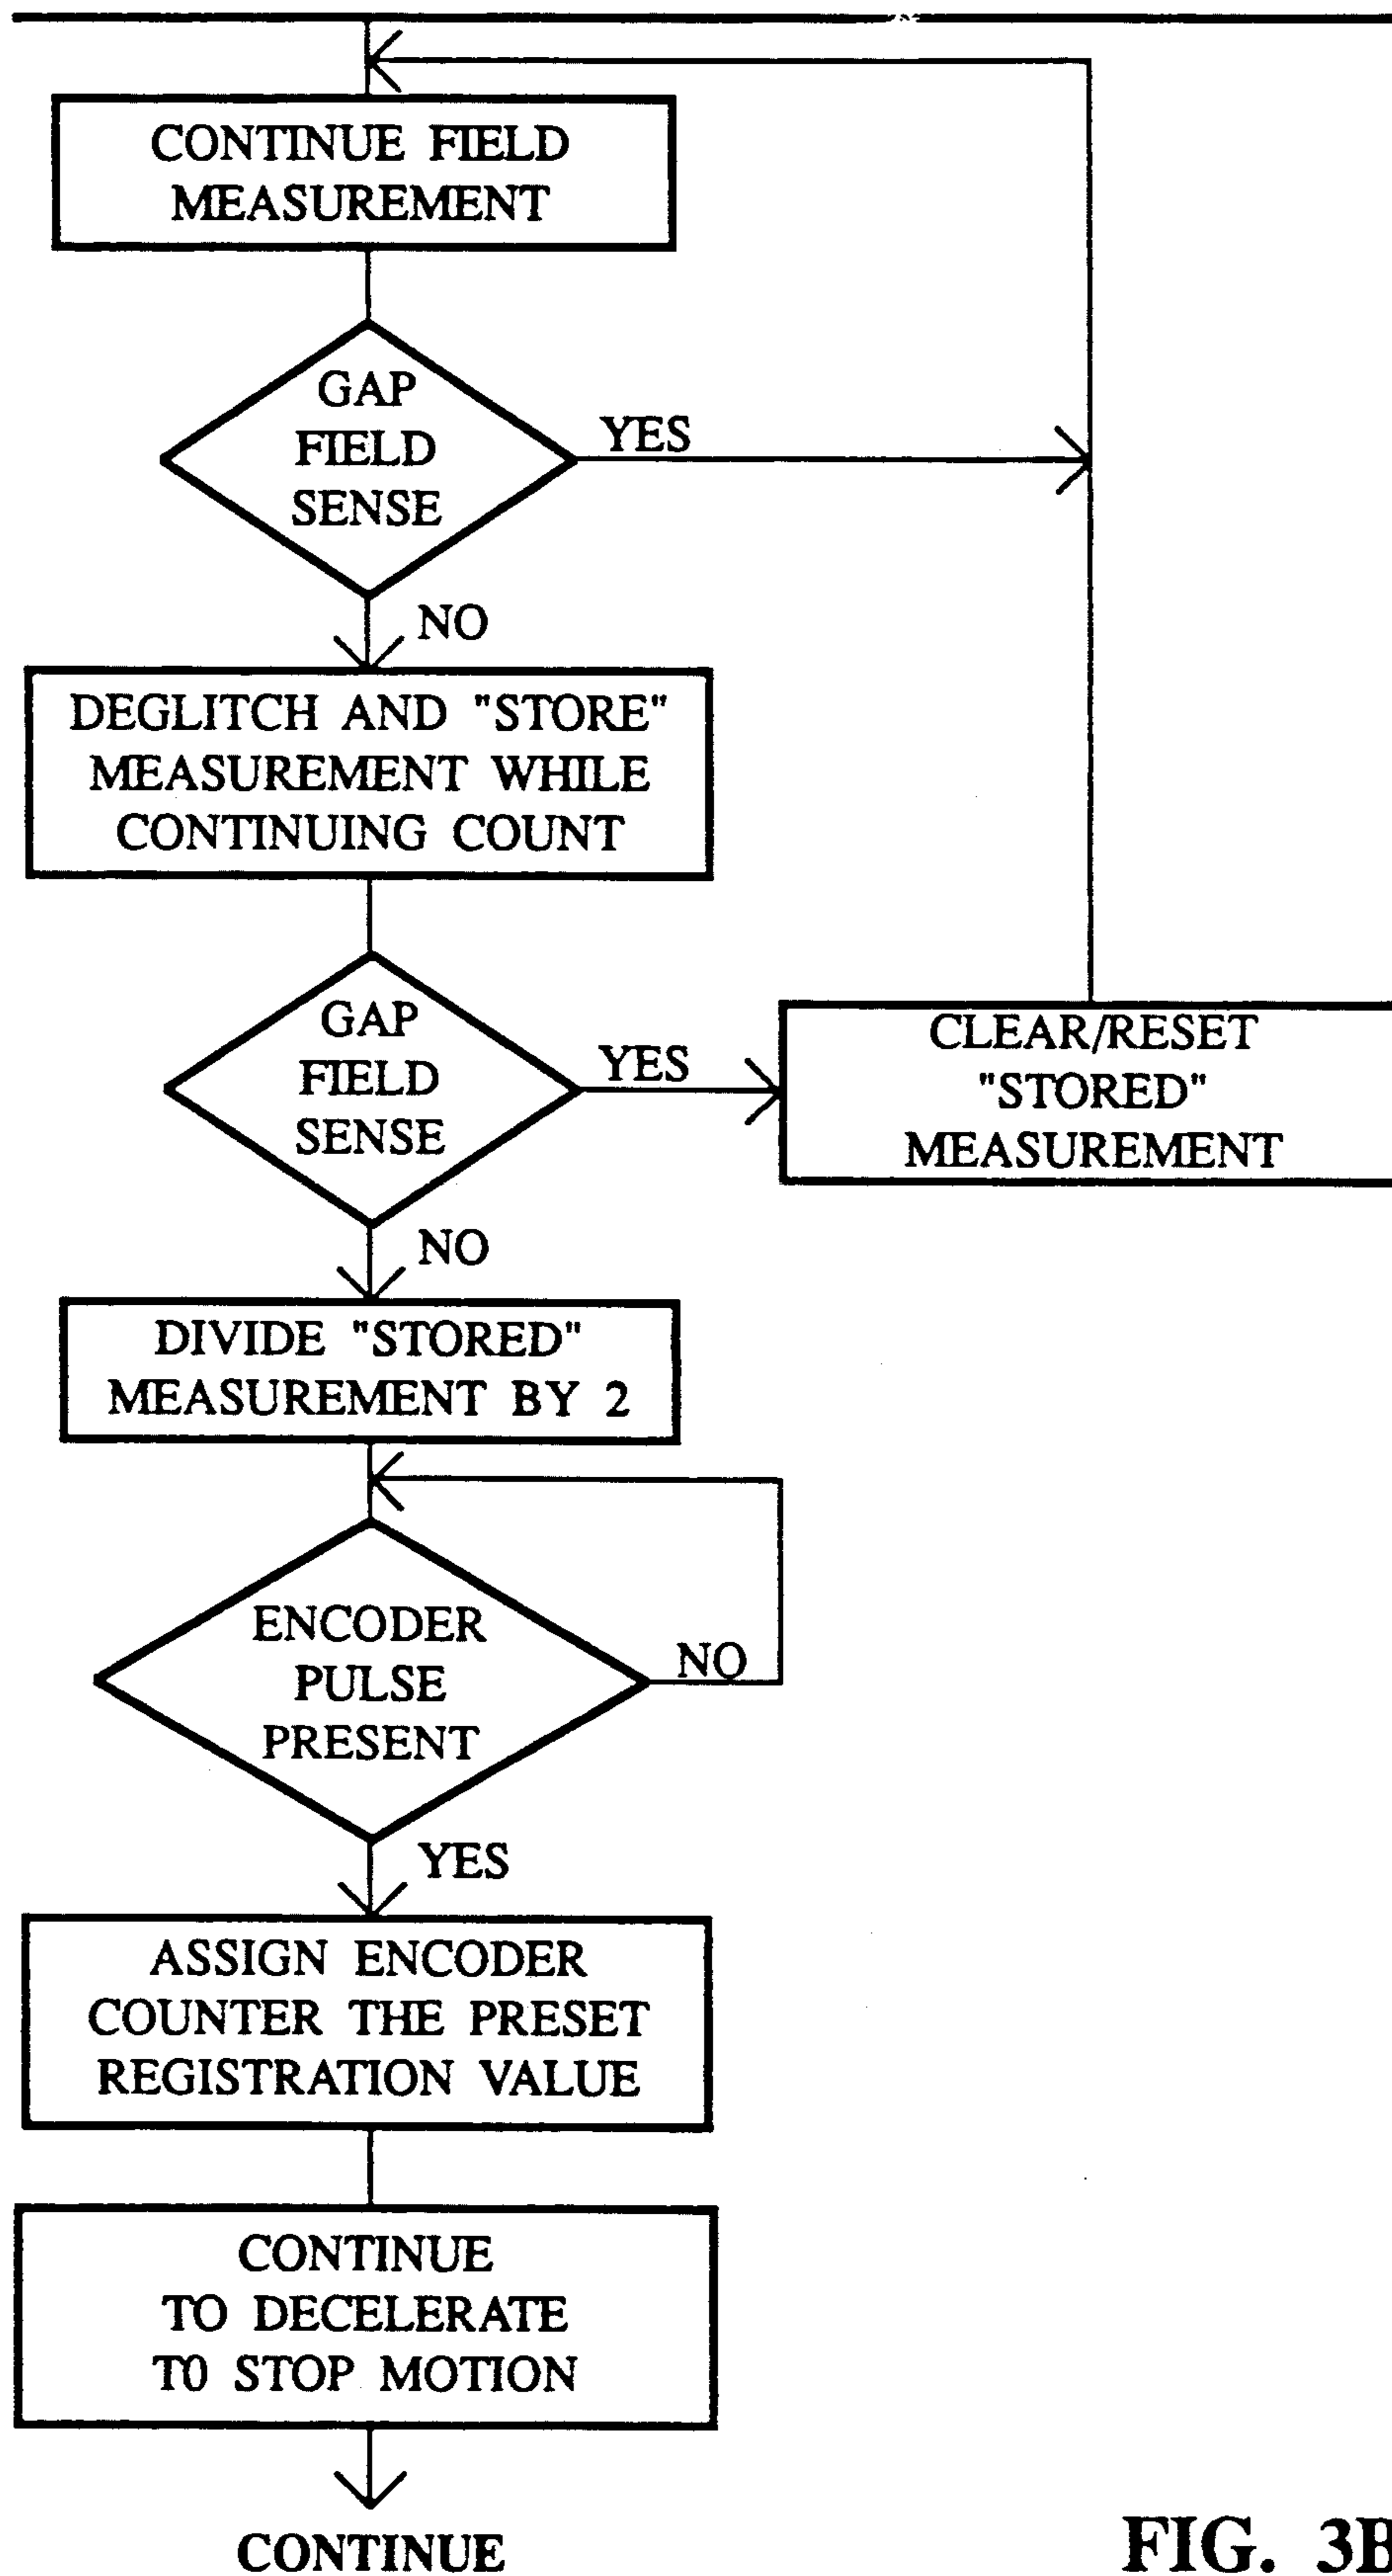 CONTINUE FIELD
MEASUREMENT
GAP
FIELD
SENSE
YES
NO
DEGLITCH AND "STORE"
MEASUREMENT WHILE
CONTINUING COUNT
GAP
FIELD
SENSE
YES
CLEAR/RESET
"STORED"
MEASUREMENT
NO
DIVIDE "STORED"
MEASUREMENT BY 2
ENCODER
PULSE
PRESENT
NO
YES
ASSIGN ENCODER
COUNTER THE PRESET
REGISTRATION VALUE
CONTINUE
TO DECELERATE
TO STOP MOTION
CONTINUE
FIG. 3B